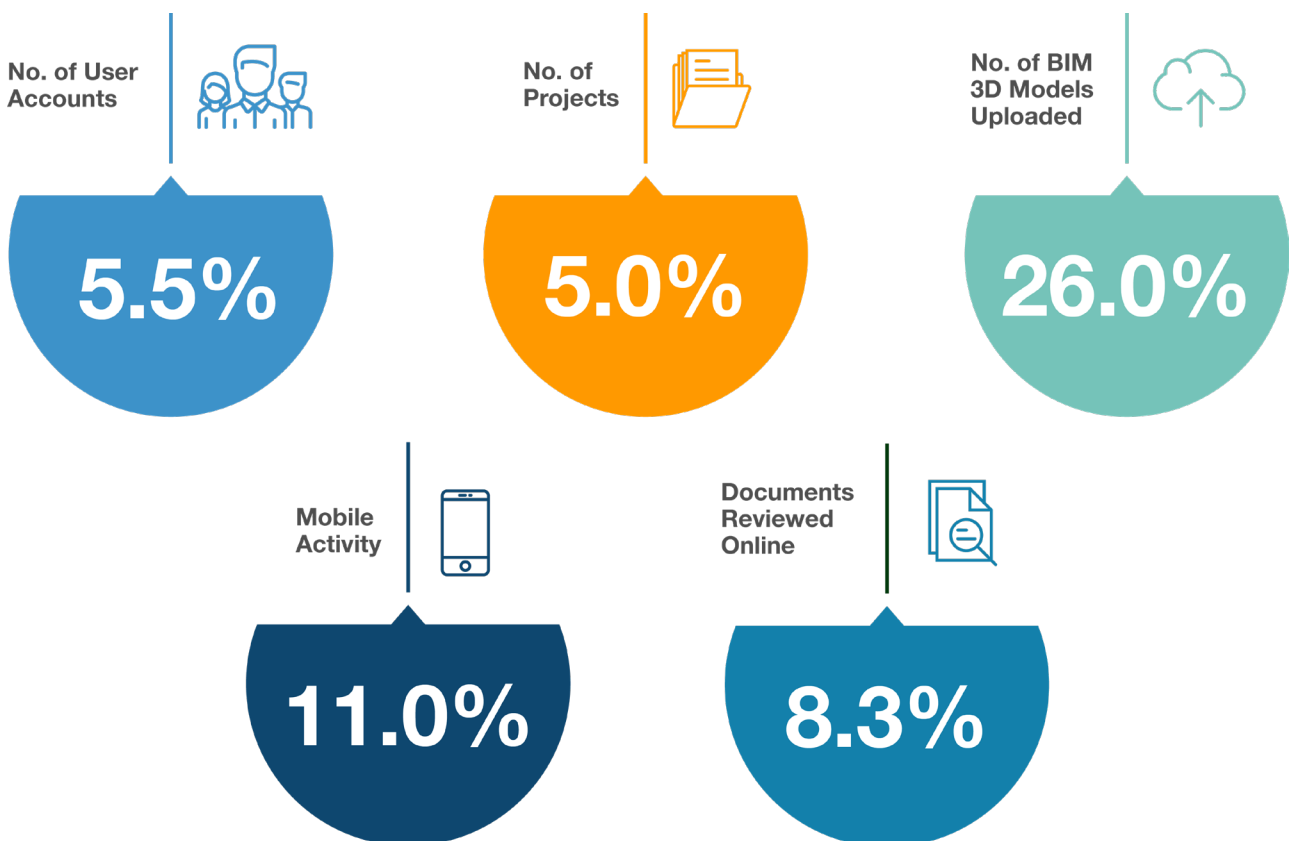 No. of User
Accounts
5.5%
No. of
Projects
5.0%
No. of BIM
3D Models
Uploaded
26.0%
Mobile
Activity
11.0%
Documents
Reviewed
Online
8.3%